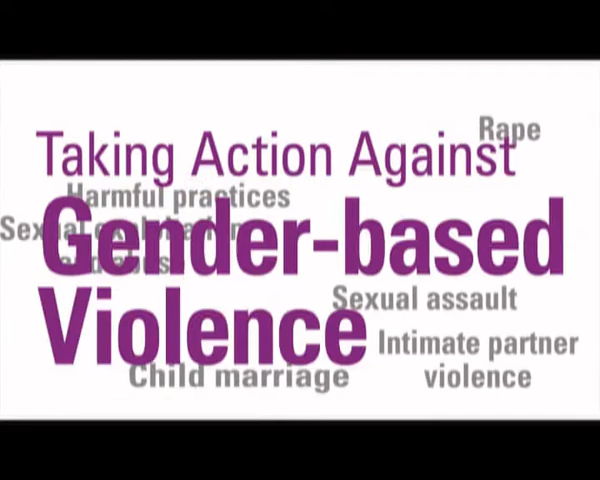 Rape
Taking Action Against
Harmful practices
Gender-based
Sexual assault
Violence
Intimate partner
violence
Child marriage